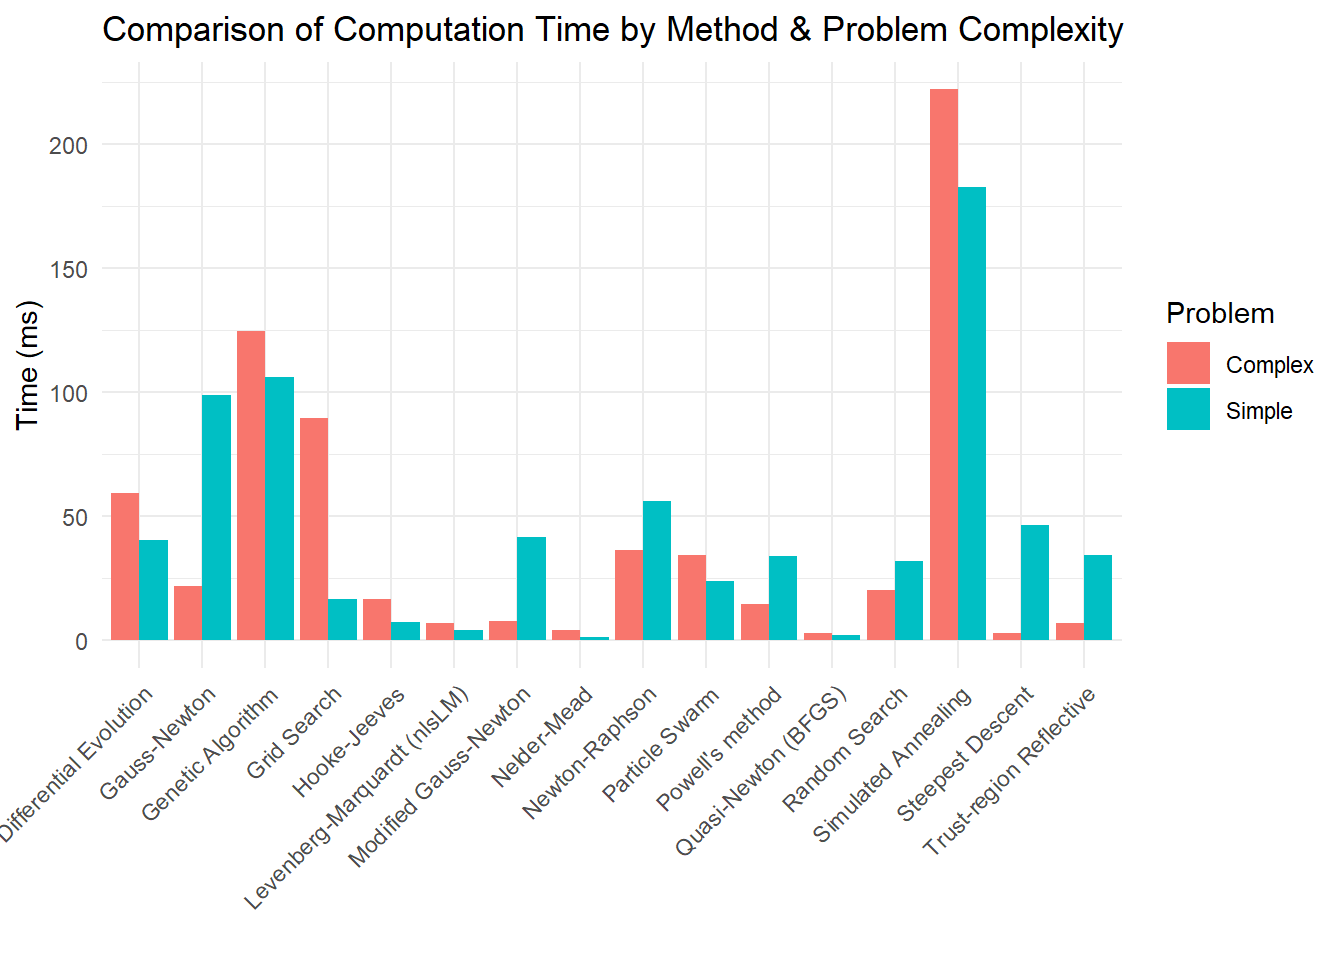 Comparison of Computation Time by Method & Problem Complexity
Time (ms)
200
150
100
50
0
Differential Evolution
Gauss-Newton
Genetic Algorithm
Grid Search
Hooke-Jeeves
Levenberg-Marquardt (nlsLM)
Modified Gauss-Newton
Nelder-Mead
Newton-Raphson
Particle Swarm
Powell's method
Quasi-Newton (BFGS)
Random Search
Simulated Annealing
Steepest Descent
Trust-region Reflective
Problem
Complex
Simple